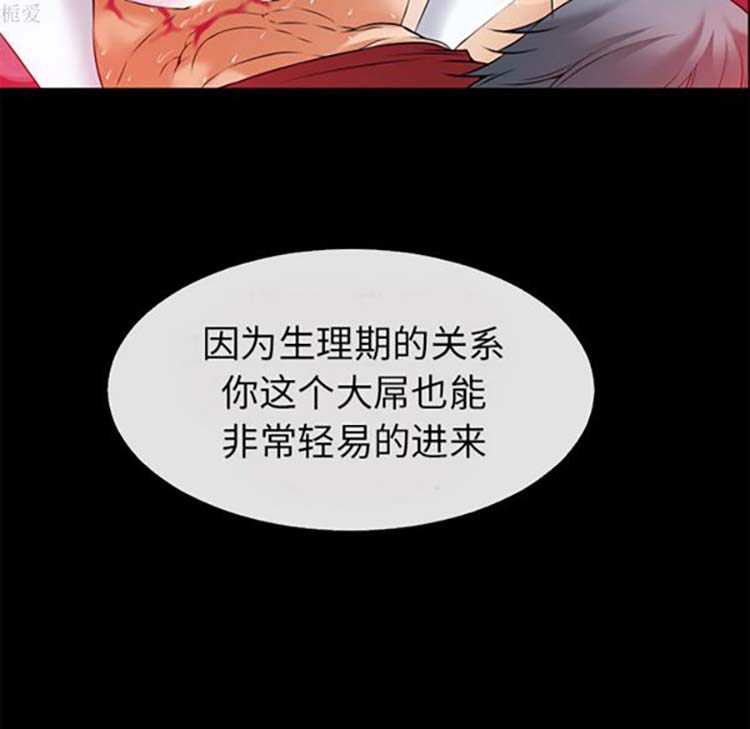 栀爱
因为生理期的关系
你这个大屌也能
非常轻易的进来